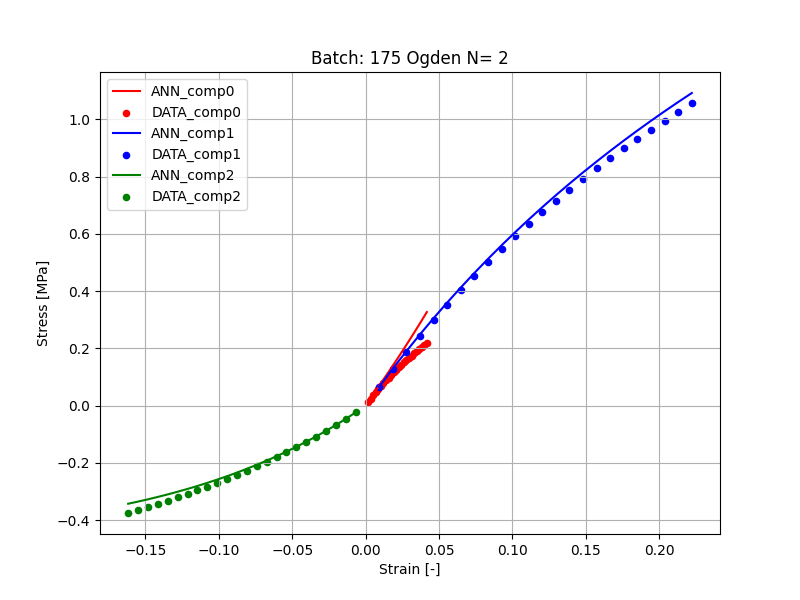 Batch: 175 Ogden N= 2
ANN_comp0
DATA_comp0
ANN_comp1
DATA_comp1
ANN_comp2
DATA_comp2
Stress [MPa]
1.0
0.8
0.6
0.4
0.2
0.0
−0.2
−0.4
−0.15
−0.10
−0.05
0.00
0.05
0.10
0.15
0.20
Strain [-]